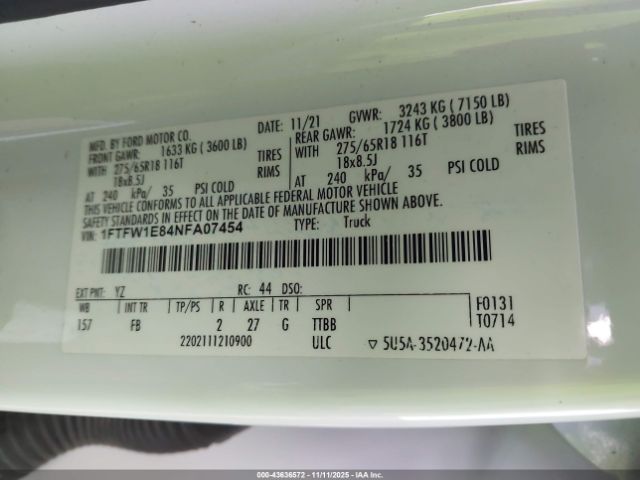 MFD. BY FORD MOTOR CO.
DATE: 11/21 GVWR: 3243 KG ( 7150 LB)
FRONT GAWR: 1633 KG ( 3600 LB) REAR GAWR: 1724 KG ( 3800 LB)
WITH TIRES WITH TIRES
275/65R18 116T 275/65R18 116T
18x8.5J RIMS 18x8.5J RIMS
AT 240 kPa/ 35 PSI COLD AT 240 kPa/ 35 PSI COLD
THIS VEHICLE CONFORMS TO ALL APPLICABLE FEDERAL MOTOR VEHICLE
SAFETY STANDARDS IN EFFECT ON THE DATE OF MANUFACTURE SHOWN ABOVE.
VIN: 1FTFW1E84NFA07454 TYPE: Truck
EXT PNT: YZ RC: 44 DSO:
WB INT TR TP/PS R AXLE TR SPR F0131
157 FB 2 27 G TTBB T0714
2202111210900 ULC ▽ 5U5A-3520472-AA
000-43636572 - 11/11/2025 - IAA Inc.